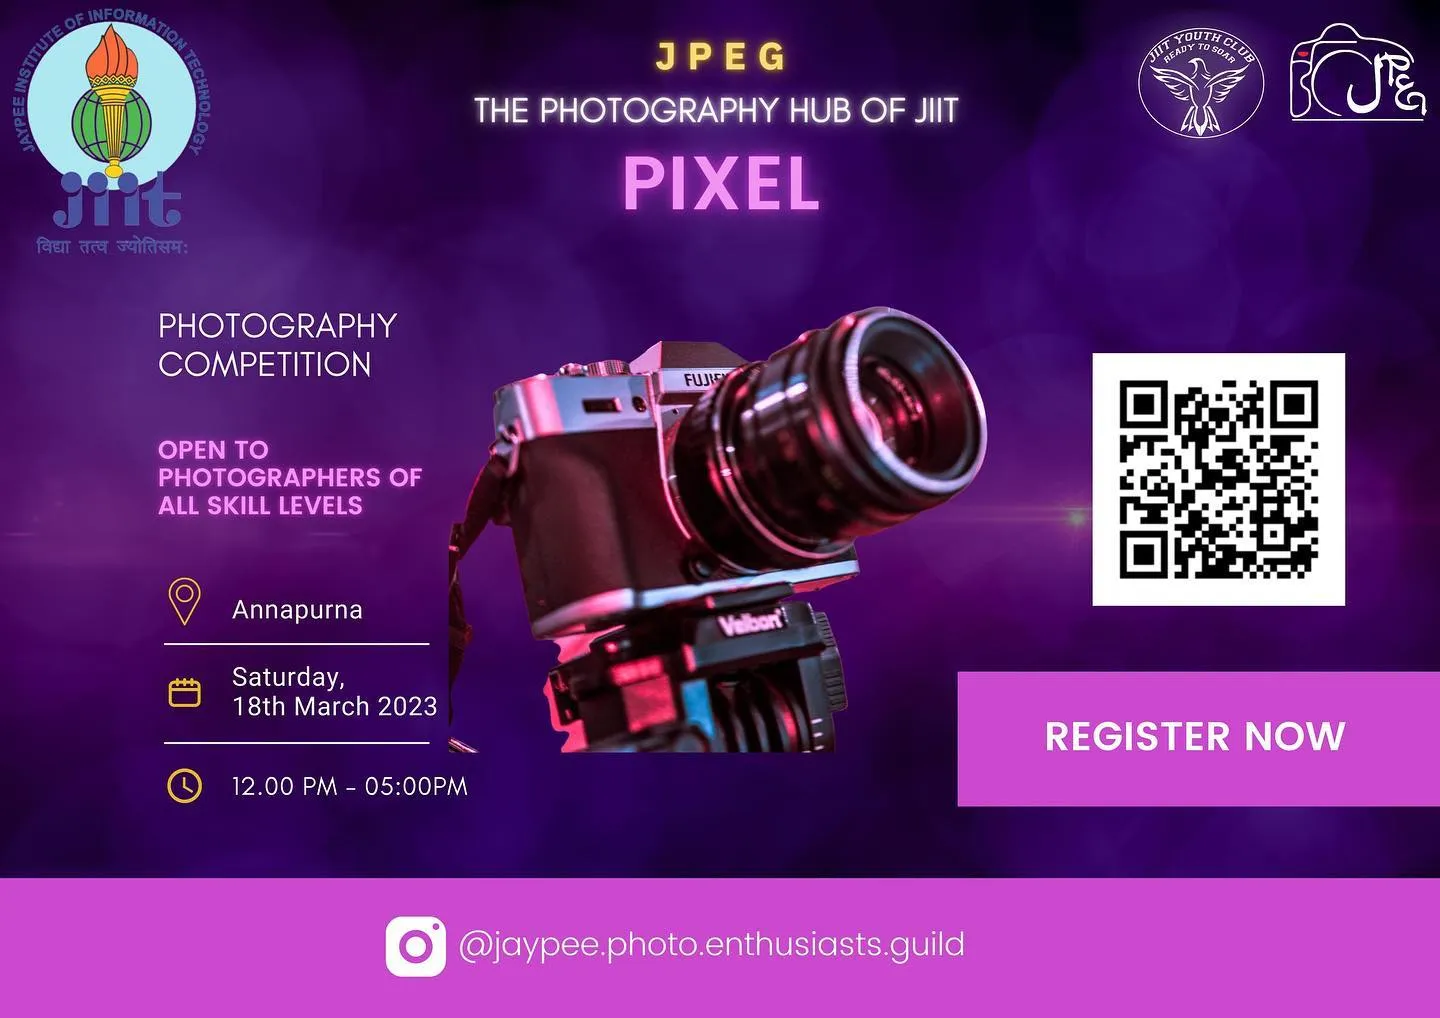 JAYPEE INSTITUTE OF INFORMATION TECHNOLOGY
jiit
विद्या तत्व ज्योतिसमः
JPEG
THE PHOTOGRAPHY HUB OF JIIT
PIXEL
JIIT YOUTH CLUB
READY TO SOAR
JPEG
PHOTOGRAPHY
COMPETITION
OPEN TO
PHOTOGRAPHERS OF
ALL SKILL LEVELS
Annapurna
Saturday,
18th March 2023
12.00 PM - 05:00PM
Velbon
REGISTER NOW
@jaypee.photo.enthusiasts.guild